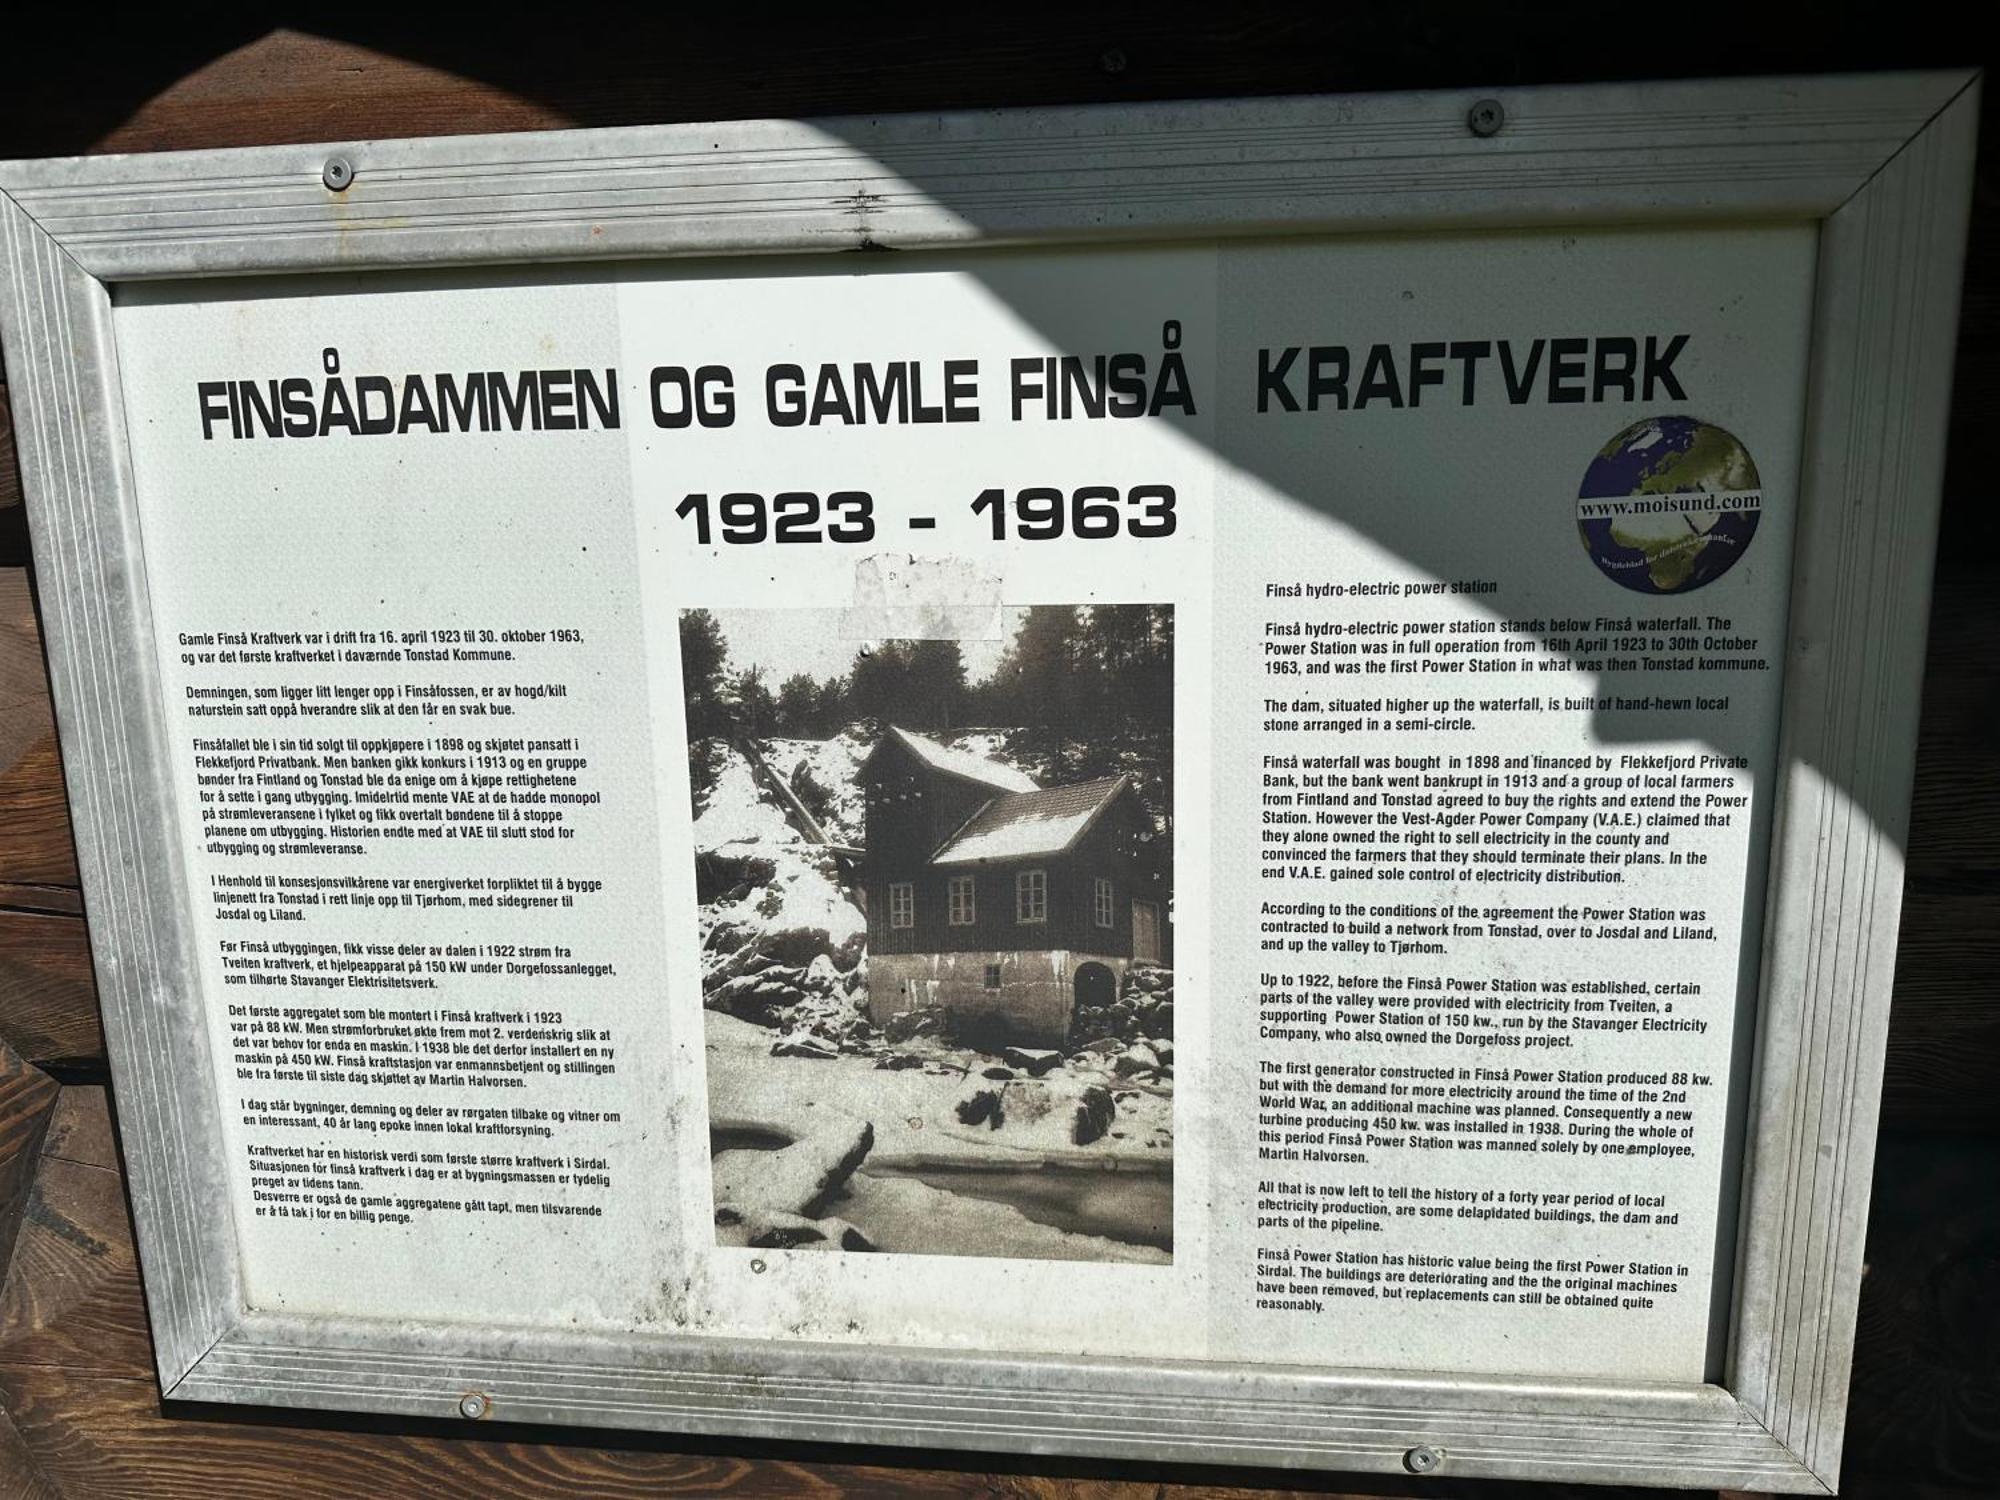 FINSÅDAMMEN OG GAMLE FINSÅ KRAFTVERK
1923 - 1963
www.moisund.com
Gamle Finså Kraftverk var i drift fra 16. april 1923 til 30. oktober 1963,
og var det første kraftverket i daværnde Tonstad Kommune.
Demningen, som ligger litt lenger opp i Finsåfossen, er av hogd/kilt
naturstein satt oppå hverandre slik at den får en svak bue.
Finsåfallet ble i sin tid solgt til oppkjøpere i 1898 og skjøtet pansatt i
Flekkefjord Privatbank. Men banken gikk konkurs i 1913 og en gruppe
bønder fra Fintland og Tonstad ble da enige om å kjøpe rettighetene
for å sette i gang utbygging. Imidelrtid mente VAE at de hadde monopol
på strømleveransene i fylket og fikk overtalt bøndene til å stoppe
planene om utbygging. Historien endte med at VAE til slutt stod for
utbygging og strømleveranse.
I Henhold til konsesjonsvilkårene var energiverket forpliktet til å bygge
linjenett fra Tonstad i rett linje opp til Tjørhom, med sidegrener til
Josdal og Liland.
Før Finså utbyggingen, fikk visse deler av dalen i 1922 strøm fra
Tveiten kraftverk, et hjelpeapparat på 150 kW under Dorgefossanlegget,
som tilhørte Stavanger Elektrisitetsverk.
Det første aggregatet som ble montert i Finså kraftverk i 1923
var på 88 kW. Men strømforbruket økte frem mot 2. verdenskrig slik at
det var behov for enda en maskin. I 1938 ble det derfor installert en ny
maskin på 450 kW. Finså kraftstasjon var enmannsbetjent og stillingen
ble fra første til siste dag skjøttet av Martin Halvorsen.
I dag står bygninger, demning og deler av rørgaten tilbake og vitner om
en interessant, 40 år lang epoke innen lokal kraftforsyning.
Kraftverket har en historisk verdi som første større kraftverk i Sirdal.
Situasjonen for finså kraftverk i dag er at bygningsmassen er tydelig
preget av tidens tann.
Desverre er også de gamle aggregatene gått tapt, men tilsvarende
er å få tak i for en billig penge.
Finså hydro-electric power station
Finså hydro-electric power station stands below Finså waterfall. The
Power Station was in full operation from 16th April 1923 to 30th October
1963, and was the first Power Station in what was then Tonstad kommune.
The dam, situated higher up the waterfall, is built of hand-hewn local
stone arranged in a semi-circle.
Finså waterfall was bought in 1898 and financed by Flekkefjord Private
Bank, but the bank went bankrupt in 1913 and a group of local farmers
from Fintland and Tonstad agreed to buy the rights and extend the Power
Station. However the Vest-Agder Power Company (V.A.E.) claimed that
they alone owned the right to sell electricity in the county and
convinced the farmers that they should terminate their plans. In the
end V.A.E. gained sole control of electricity distribution.
According to the conditions of the agreement the Power Station was
contracted to build a network from Tonstad, over to Josdal and Liland,
and up the valley to Tjørhom.
Up to 1922, before the Finså Power Station was established, certain
parts of the valley were provided with electricity from Tveiten, a
supporting Power Station of 150 kw., run by the Stavanger Electricity
Company, who also owned the Dorgefoss project.
The first generator constructed in Finså Power Station produced 88 kw.
but with the demand for more electricity around the time of the 2nd
World War, an additional machine was planned. Consequently a new
turbine producing 450 kw. was installed in 1938. During the whole of
this period Finså Power Station was manned solely by one employee,
Martin Halvorsen.
All that is now left to tell the history of a forty year period of local
electricity production, are some delapidated buildings, the dam and
parts of the pipeline.
Finså Power Station has historic value being the first Power Station in
Sirdal. The buildings are deteriorating and the the original machines
have been removed, but replacements can still be obtained quite
reasonably.